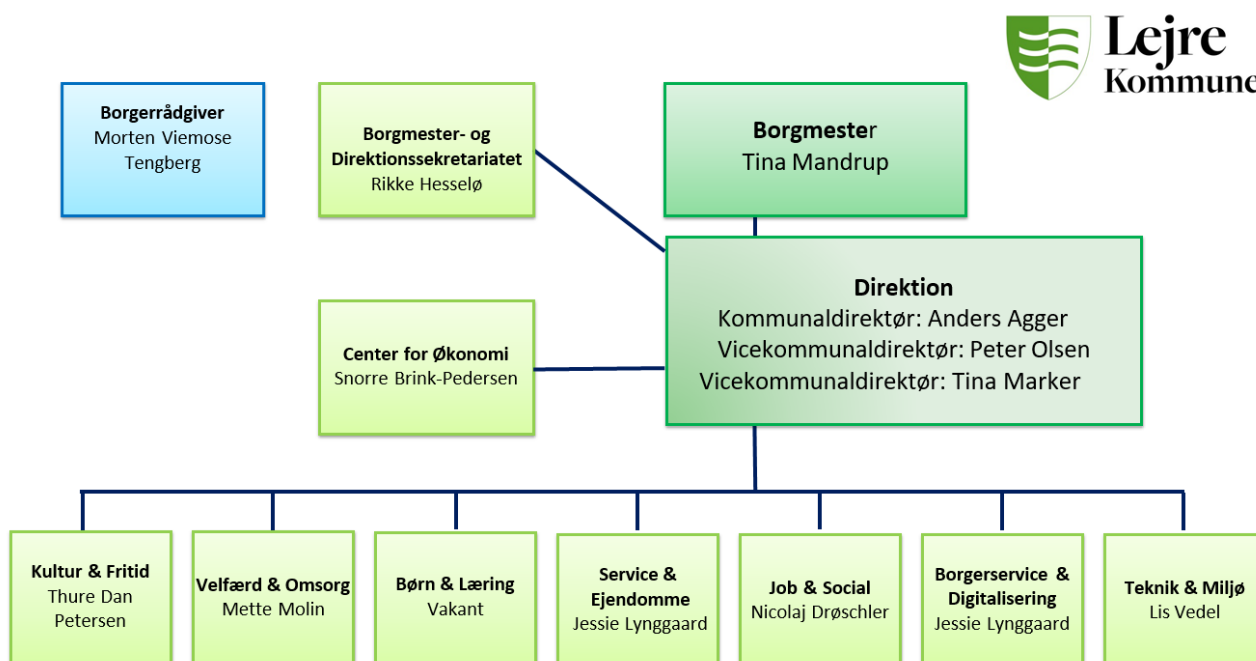 Lejre
Kommune
Borgerrådgiver
Morten Viemose
Tengberg
Borgmester- og
Direktionssekretariatet
Rikke Hesselø
Borgmester
Tina Mandrup
Direktion
Kommunaldirektør: Anders Agger
Vicekommunaldirektør: Peter Olsen
Vicekommunaldirektør: Tina Marker
Center for Økonomi
Snorre Brink-Pedersen
Kultur & Fritid
Thure Dan
Petersen
Velfærd & Omsorg
Mette Molin
Børn & Læring
Vakant
Service &
Ejendomme
Jessie Lynggaard
Job & Social
Nicolaj Drøschler
Borgerservice &
Digitalisering
Jessie Lynggaard
Teknik & Miljø
Lis Vedel